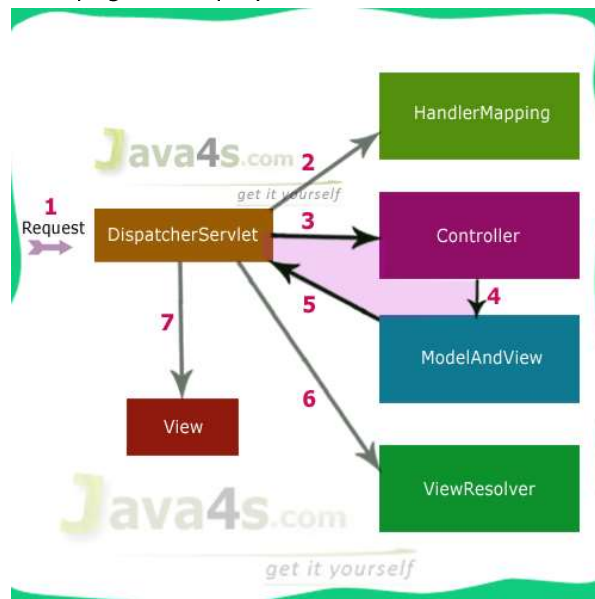 HandlerMapping
Java4s.com
2
get it yourself
1
Request
DispatcherServlet
3
Controller
5
4
7
ModelAndView
6
View
ViewResolver
Java4s.com
get it yourself